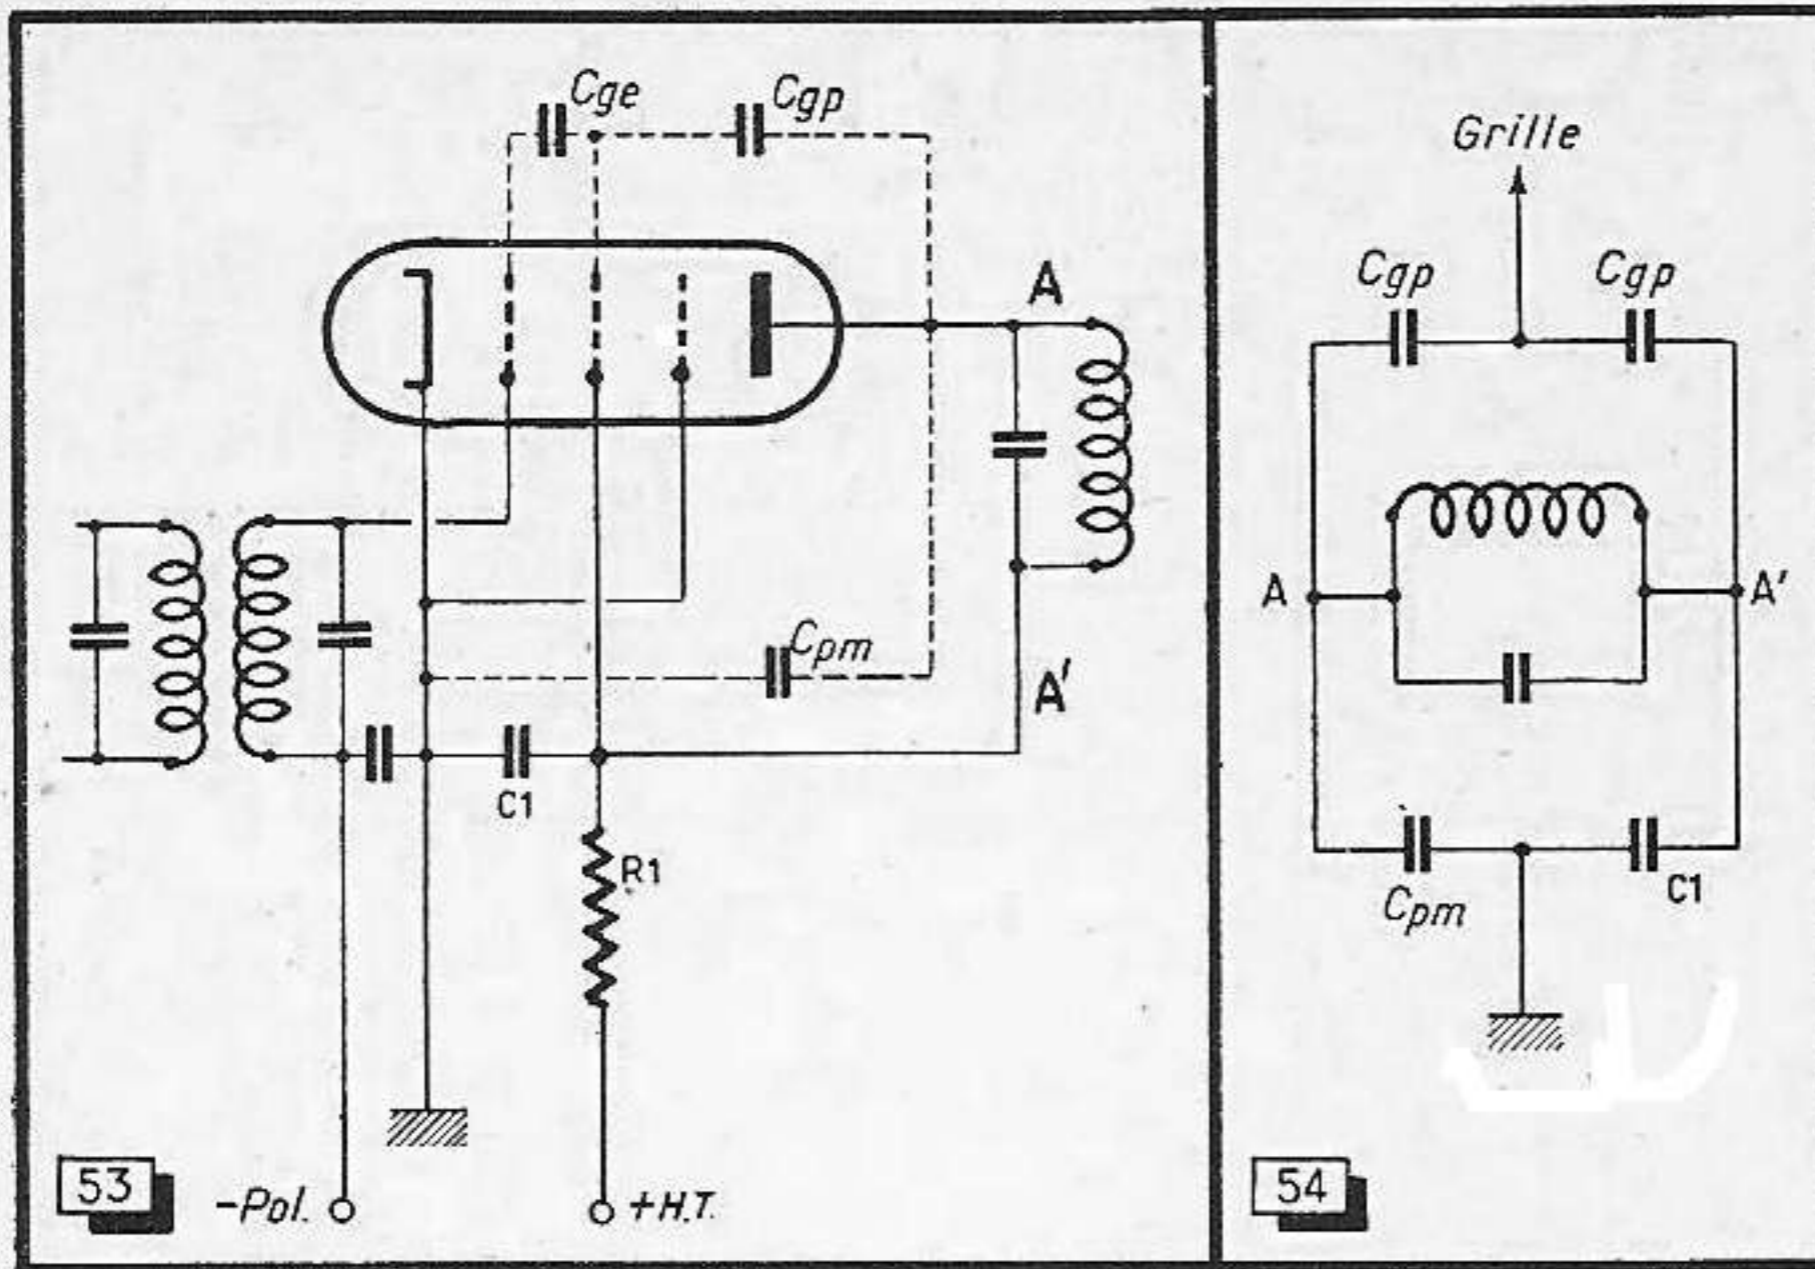 Cge
Cgp
A
Cpm
A'
C1
R1
53
-Pol.
+H.T.
Grille
Cgp
Cgp
A
A'
Cpm
C1
54